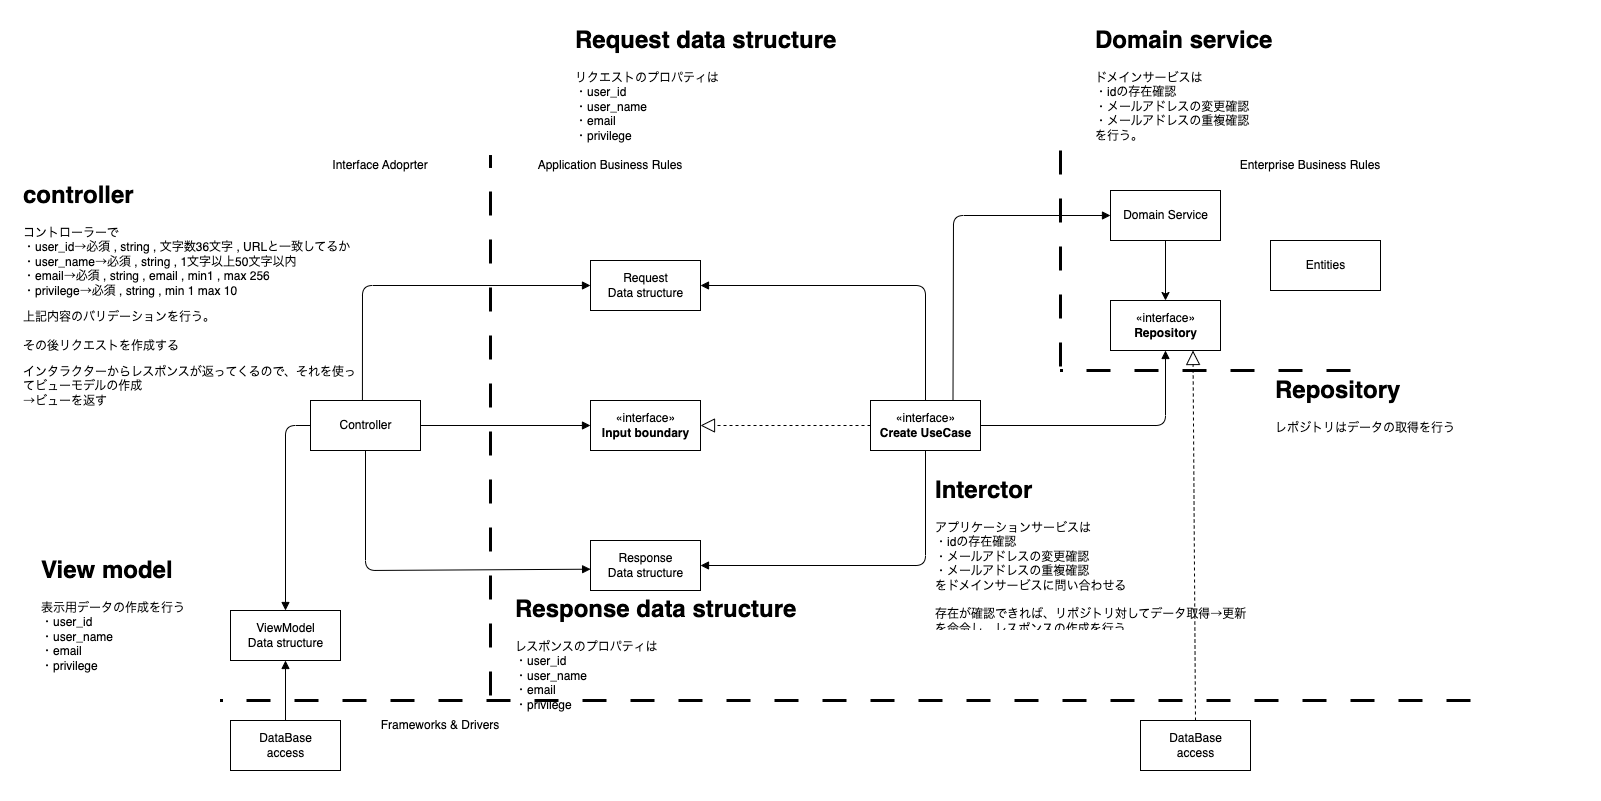 Request data structure
リクエストのプロパティは
・user_id
・user_name
・email
・privilege
Domain service
ドメインサービスは
・idの存在確認
・メールアドレスの変更確認
・メールアドレスの重複確認
を行う。
Interface Adoprter
Application Business Rules
Enterprise Business Rules
controller
コントローラーで
・user_id→必須 , string , 文字数36文字 , URLと一致してるか
・user_name→必須 , string , 1文字以上50文字以内
・email→必須 , string , email , min1 , max 256
・privilege→必須 , string , min 1 max 10
上記内容のバリデーションを行う。
その後リクエストを作成する
インタラクターからレスポンスが返ってくるので、それを使っ
てビューモデルの作成
→ビューを返す
Domain Service
Entities
Request
Data structure
«interface»
Repository
Repository
レポジトリはデータの取得を行う
Controller
«interface»
Input boundary
«interface»
Create UseCase
Interctor
アプリケーションサービスは
・idの存在確認
・メールアドレスの変更確認
・メールアドレスの重複確認
をドメインサービスに問い合わせる
存在が確認できれば、リポジトリ対してデータ取得→更新
を命令し、レスポンスの作成を行う
Response
Data structure
View model
表示用データの作成を行う
・user_id
・user_name
・email
・privilege
ViewModel
Data structure
Response data structure
レスポンスのプロパティは
・user_id
・user_name
・email
・privilege
Frameworks & Drivers
DataBase
access
DataBase
access